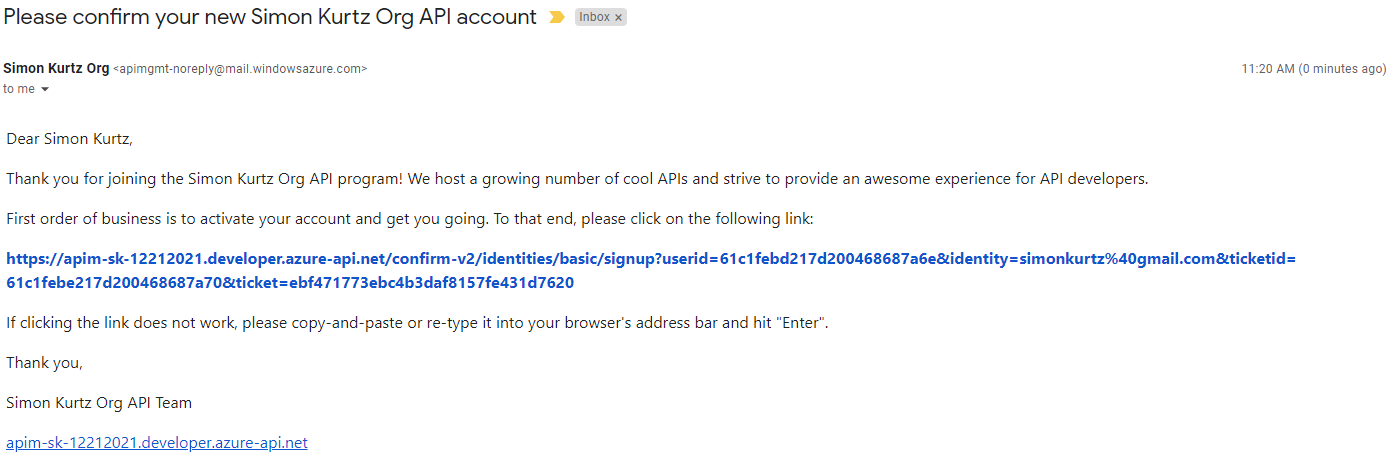 Please confirm your new Simon Kurtz Org API account Inbox ×
Simon Kurtz Org <apimgmt-noreply@mail.windowsazure.com> 11:20 AM (0 minutes ago)
to me
Dear Simon Kurtz,
Thank you for joining the Simon Kurtz Org API program! We host a growing number of cool APIs and strive to provide an awesome experience for API developers.
First order of business is to activate your account and get you going. To that end, please click on the following link:
https://apim-sk-12212021.developer.azure-api.net/confirm-v2/identities/basic/signup?userid=61c1febd217d200468687a6e&identity=simonkurtz%40gmail.com&ticketid=
61c1febe217d200468687a70&ticket=ebf471773ebc4b3daf8157fe431d7620
If clicking the link does not work, please copy-and-paste or re-type it into your browser's address bar and hit "Enter".
Thank you,
Simon Kurtz Org API Team
apim-sk-12212021.developer.azure-api.net